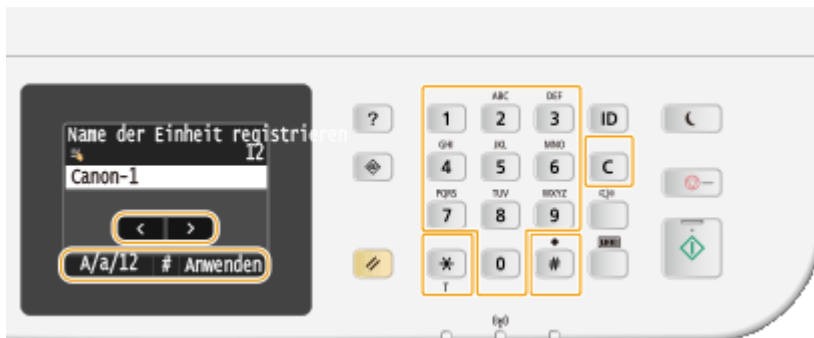 Name der Einheit registrieren
12
Canon-1
< >
A/a/12 # Anwenden
?
ABC DEF
1 2 3 ID
GHI JKL MNO
4 5 6 C
PQRS TUV WXYZ
7 8 9
* 0 #
T